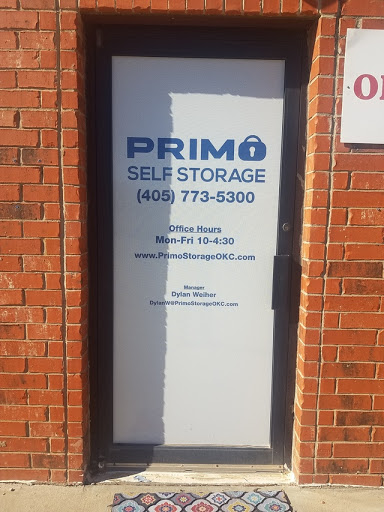 PRIMO
SELF STORAGE
(405) 773-5300
Office Hours
Mon-Fri 10-4:30
www.PrimoStorageOKC.com
Manager
Dylan Weiher
DylanW@PrimoStorageOKC.com